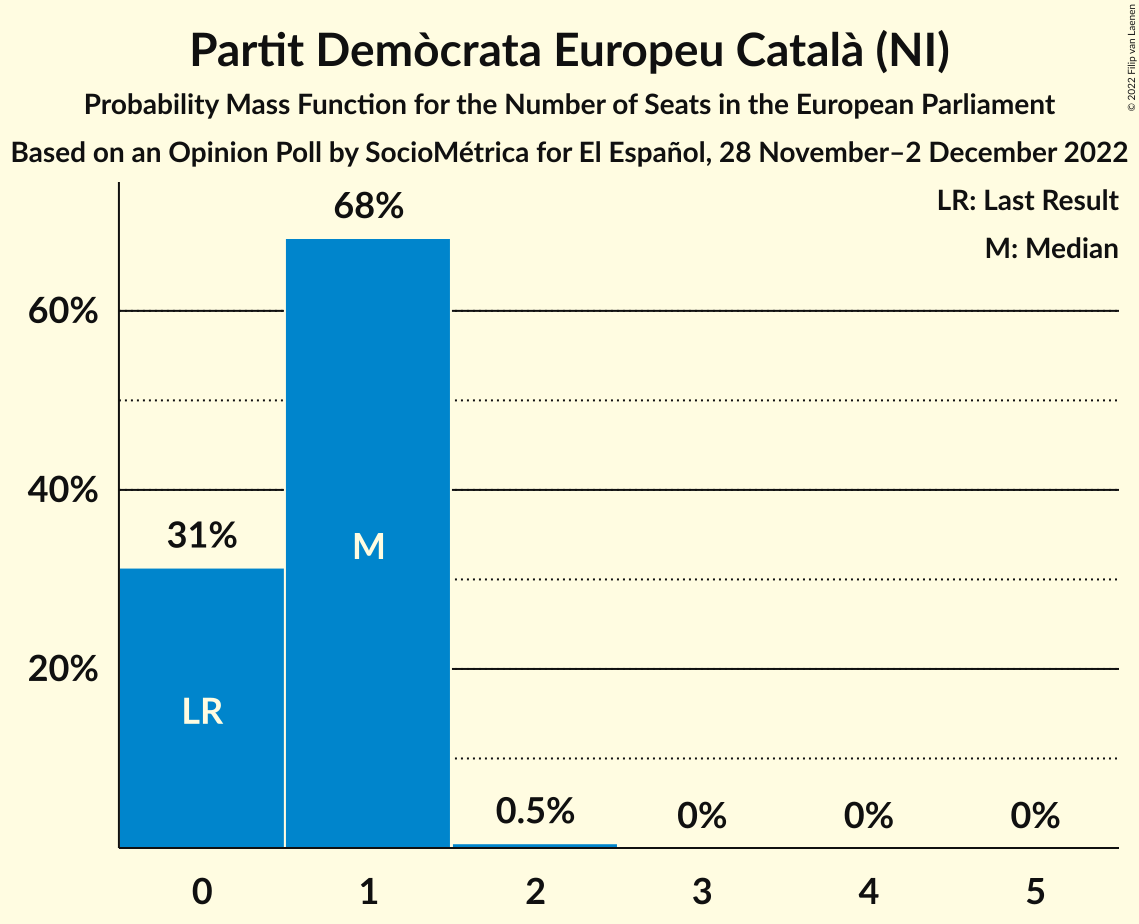 Partit Demòcrata Europeu Català (NI)
Probability Mass Function for the Number of Seats in the European Parliament
Based on an Opinion Poll by SocioMétrica for El Español, 28 November–2 December 2022
© 2022 Filip van Laenen
LR: Last Result
M: Median
68%
60%
40%
31%
M
20%
LR
0.5%
0%
0%
0%
0
1
2
3
4
5